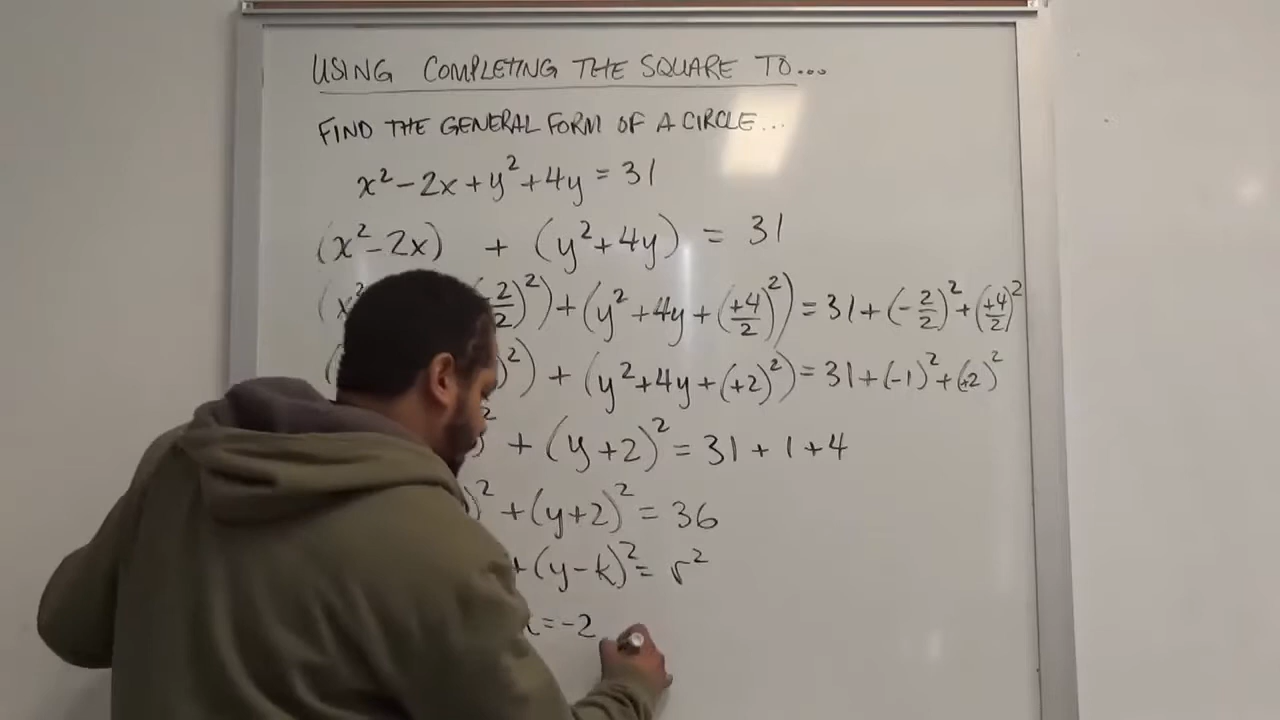 USING COMPLETING THE SQUARE TO...
FIND THE GENERAL FORM OF A CIRCLE...
x²-2x+y²+4y=31
(x²-2x) + (y²+4y) = 31
(x² 2/2)²)+(y²+4y+(+4/2)²)=31+(-2/2)²+(+4/2)²
( )²)+(y²+4y+(+2)²)=31+(-1)²+(+2)²
)²+(y+2)²=31+1+4
)²+(y+2)²=36
+(y-k)²=r²
=-2